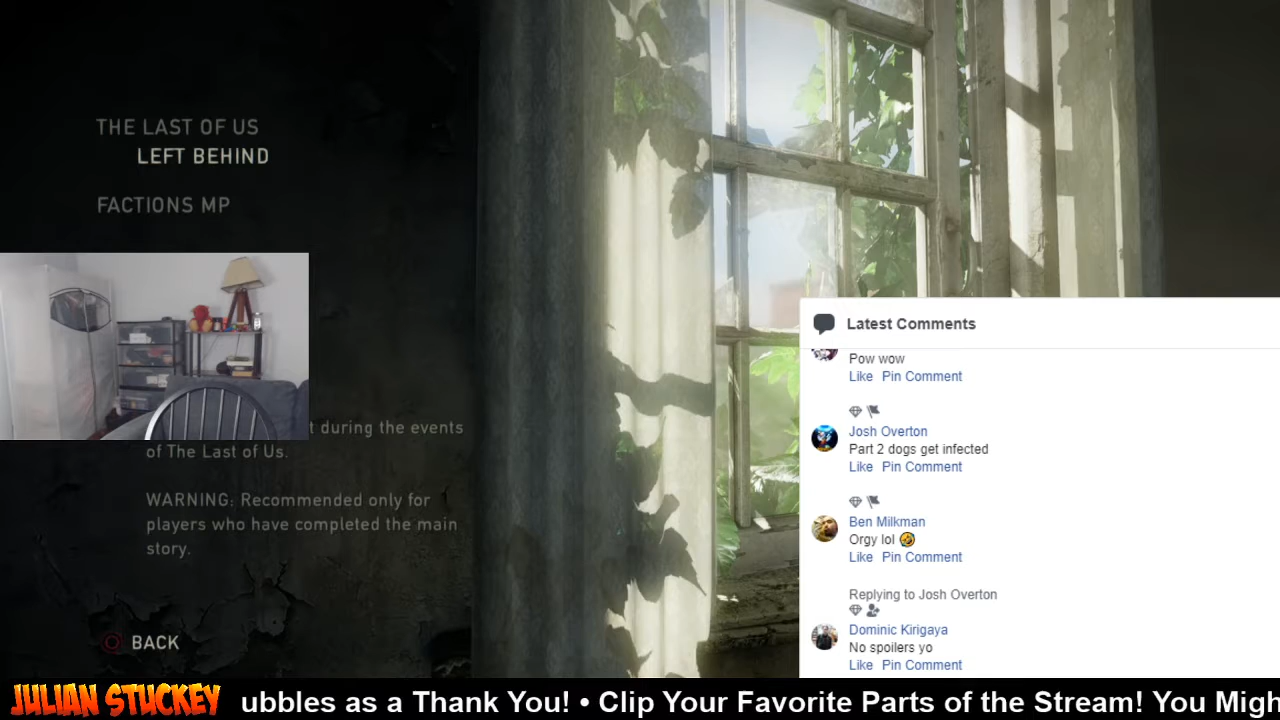 THE LAST OF US
LEFT BEHIND
FACTIONS MP
t during the events
of The Last of Us.
WARNING: Recommended only for
players who have completed the main
story.
BACK
Latest Comments
Pow wow
Like Pin Comment
Josh Overton
Part 2 dogs get infected
Like Pin Comment
Ben Milkman
Orgy lol 🤣
Like Pin Comment
Replying to Josh Overton
Dominic Kirigaya
No spoilers yo
Like Pin Comment
JULIAN STUCKEY
ubbles as a Thank You! • Clip Your Favorite Parts of the Stream! You Migh